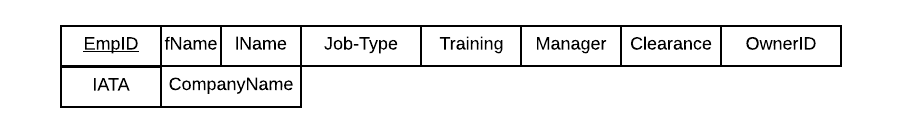 EmpID fName lName Job-Type Training Manager Clearance OwnerID
IATA CompanyName